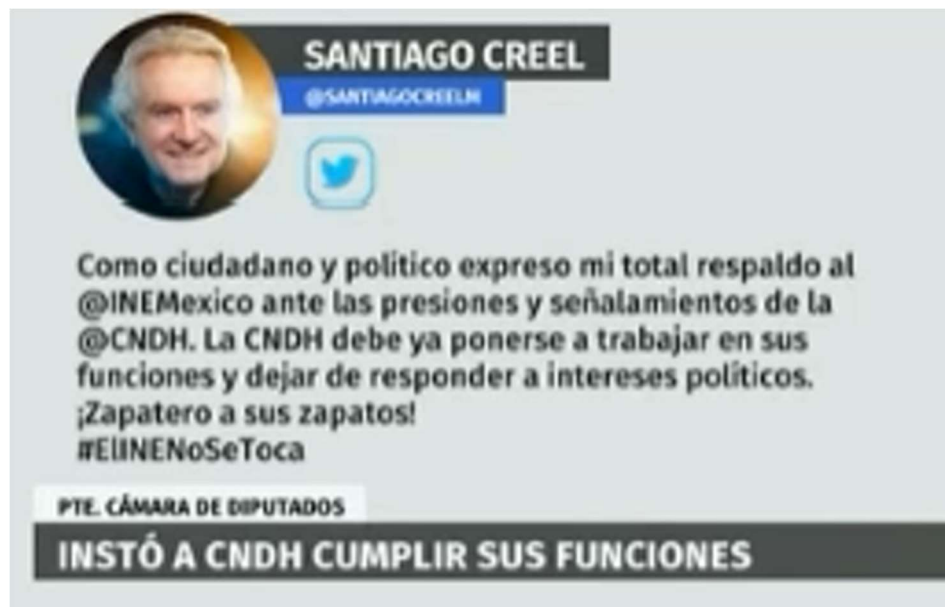 SANTIAGO CREEL
@SANTIAGOCREELM
Como ciudadano y político expreso mi total respaldo al
@INEMexico ante las presiones y señalamientos de la
@CNDH. La CNDH debe ya ponerse a trabajar en sus
funciones y dejar de responder a intereses políticos.
¡Zapatero a sus zapatos!
#ElINENoSeToca
PTE. CÁMARA DE DIPUTADOS
INSTÓ A CNDH CUMPLIR SUS FUNCIONES